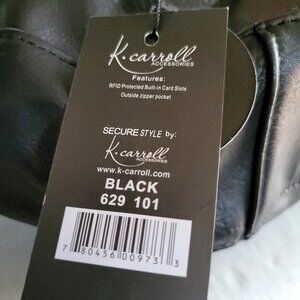 K. carroll
ACCESSORIES
Features:
RFID Protected Built-in Card Slots
Outside zipper pocket
SECURE STYLE by:
K. carroll
ACCESSORIES
www.k-carroll.com
BLACK
629 101
7 80456 00973 3